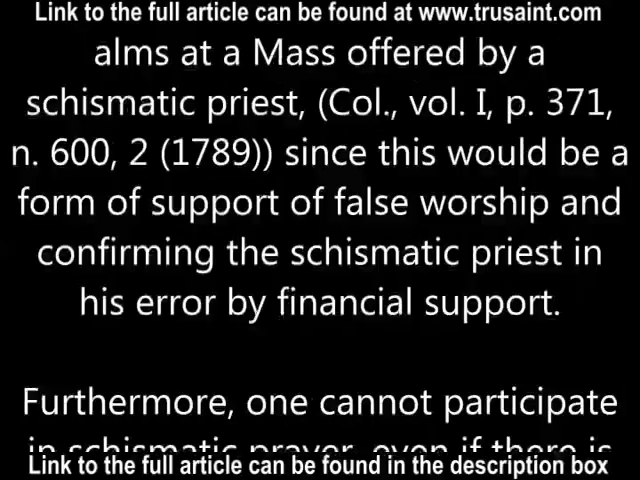 Link to the full article can be found at www.trusaint.com
alms at a Mass offered by a
schismatic priest, (Col., vol. I, p. 371,
n. 600, 2 (1789)) since this would be a
form of support of false worship and
confirming the schismatic priest in
his error by financial support.
Furthermore, one cannot participate
in schismatic prayer, even if there is
Link to the full article can be found in the description box